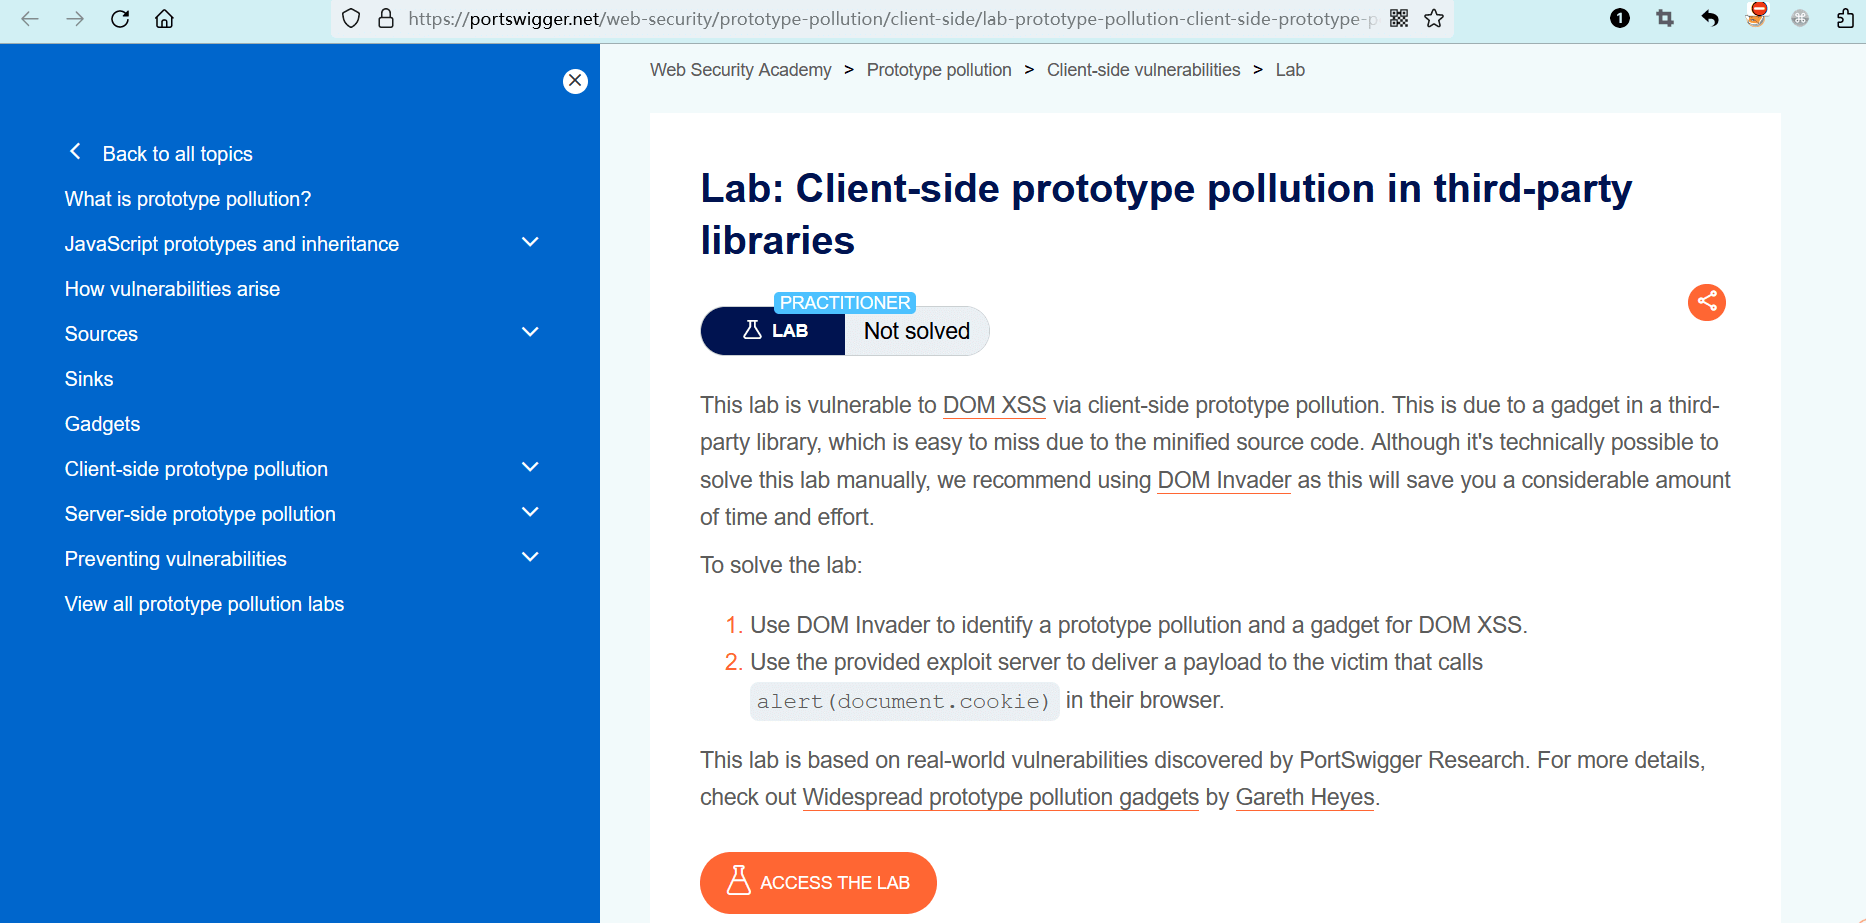 https://portswigger.net/web-security/prototype-pollution/client-side/lab-prototype-pollution-client-side-prototype-p
1
Web Security Academy > Prototype pollution > Client-side vulnerabilities > Lab
Back to all topics
What is prototype pollution?
JavaScript prototypes and inheritance
How vulnerabilities arise
Sources
Sinks
Gadgets
Client-side prototype pollution
Server-side prototype pollution
Preventing vulnerabilities
View all prototype pollution labs
Lab: Client-side prototype pollution in third-party
libraries
PRACTITIONER
LAB Not solved
This lab is vulnerable to DOM XSS via client-side prototype pollution. This is due to a gadget in a third-
party library, which is easy to miss due to the minified source code. Although it's technically possible to
solve this lab manually, we recommend using DOM Invader as this will save you a considerable amount
of time and effort.
To solve the lab:
1. Use DOM Invader to identify a prototype pollution and a gadget for DOM XSS.
2. Use the provided exploit server to deliver a payload to the victim that calls
alert(document.cookie) in their browser.
This lab is based on real-world vulnerabilities discovered by PortSwigger Research. For more details,
check out Widespread prototype pollution gadgets by Gareth Heyes.
ACCESS THE LAB